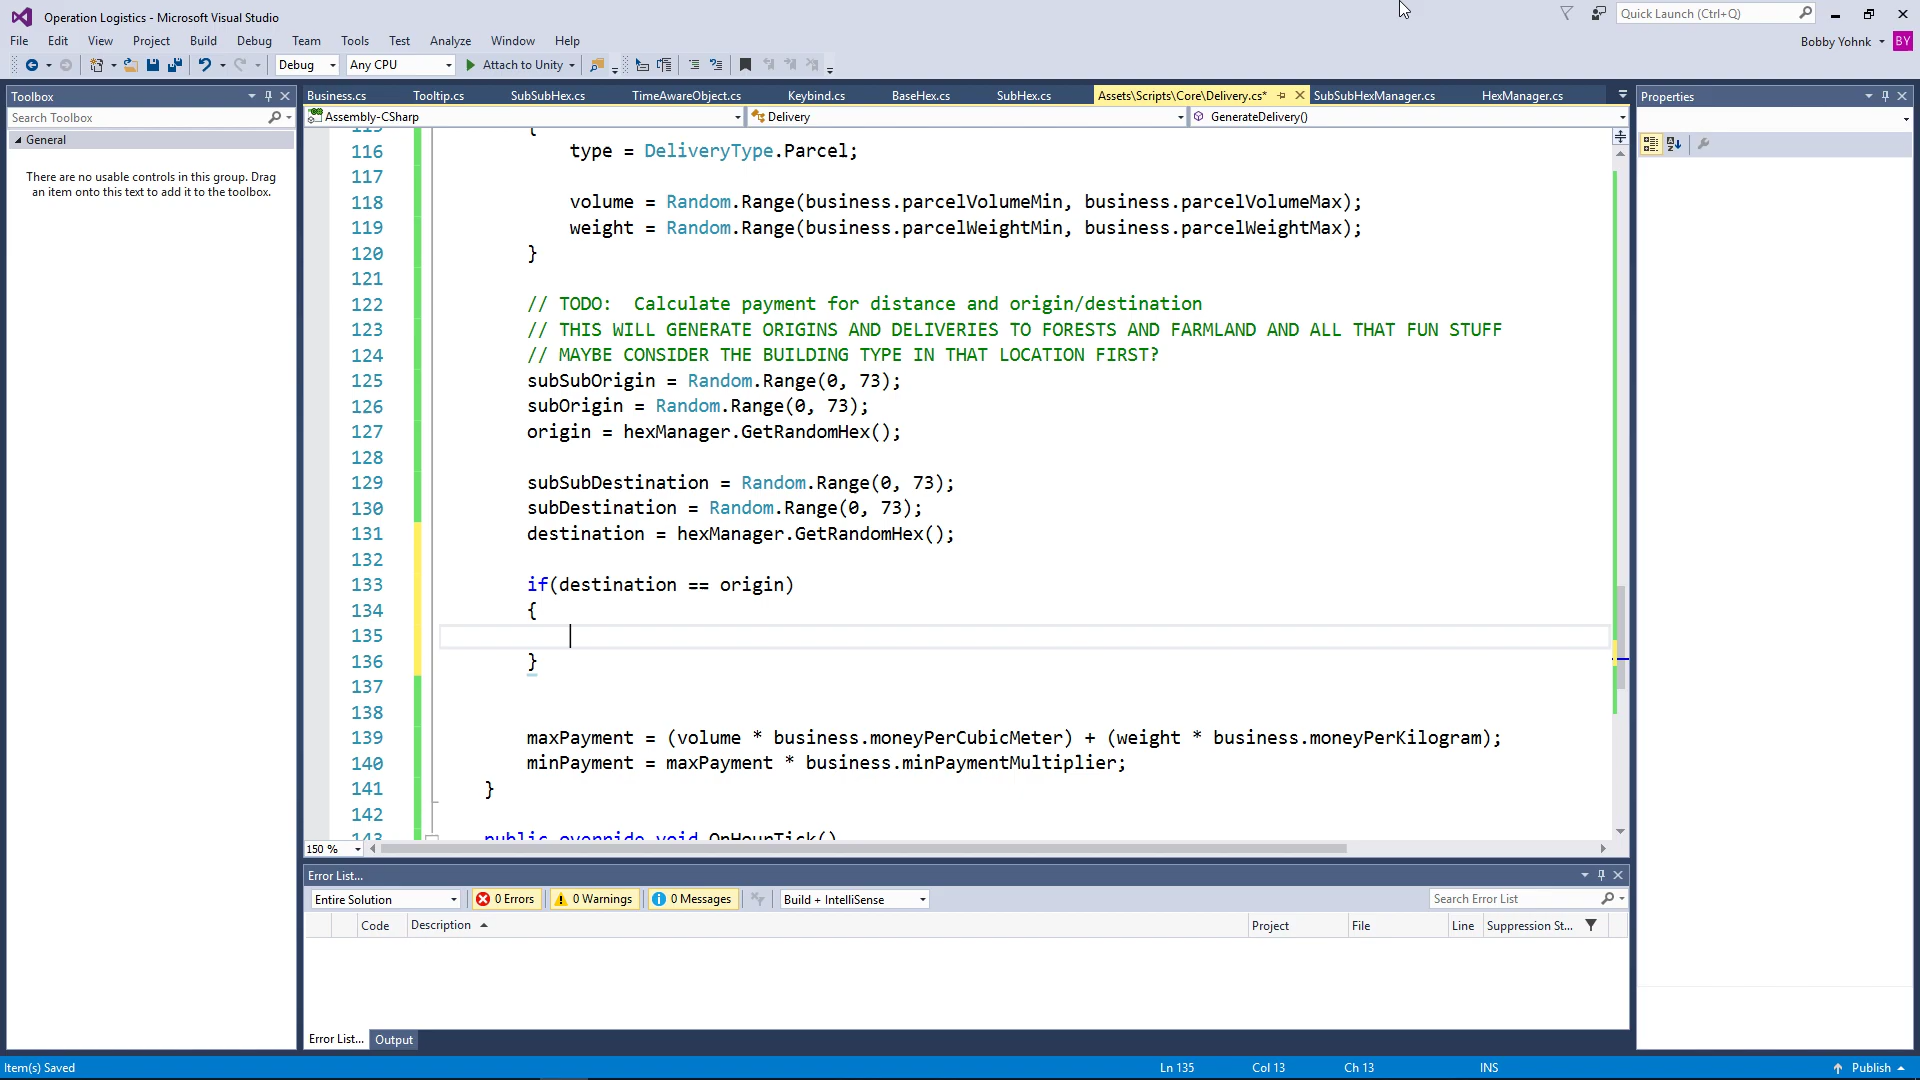 Operation Logistics - Microsoft Visual Studio
Quick Launch (Ctrl+Q)
File Edit View Project Build Debug Team Tools Test Analyze Window Help
Bobby Yohnk BY
Debug Any CPU Attach to Unity
Toolbox
Search Toolbox
General
There are no usable controls in this group. Drag
an item onto this text to add it to the toolbox.
Business.cs Tooltip.cs SubSubHex.cs TimeAwareObject.cs Keybind.cs BaseHex.cs SubHex.cs Assets\Scripts\Core\Delivery.cs* SubSubHexManager.cs HexManager.cs
Assembly-CSharp Delivery GenerateDelivery()
115 {
116 type = DeliveryType.Parcel;
117
118 volume = Random.Range(business.parcelVolumeMin, business.parcelVolumeMax);
119 weight = Random.Range(business.parcelWeightMin, business.parcelWeightMax);
120 }
121
122 // TODO:  Calculate payment for distance and origin/destination
123 // THIS WILL GENERATE ORIGINS AND DELIVERIES TO FORESTS AND FARMLAND AND ALL THAT FUN STUFF
124 // MAYBE CONSIDER THE BUILDING TYPE IN THAT LOCATION FIRST?
125 subSubOrigin = Random.Range(0, 73);
126 subOrigin = Random.Range(0, 73);
127 origin = hexManager.GetRandomHex();
128
129 subSubDestination = Random.Range(0, 73);
130 subDestination = Random.Range(0, 73);
131 destination = hexManager.GetRandomHex();
132
133 if(destination == origin)
134 {
135
136 }
137
138
139 maxPayment = (volume * business.moneyPerCubicMeter) + (weight * business.moneyPerKilogram);
140 minPayment = maxPayment * business.minPaymentMultiplier;
141 }
142
143 public override void OnHourTick()
150 %
Properties
Error List...
Entire Solution 0 Errors 0 Warnings 0 Messages Build + IntelliSense Search Error List
Code Description Project File Line Suppression St...
Error List... Output
Item(s) Saved Ln 135 Col 13 Ch 13 INS Publish